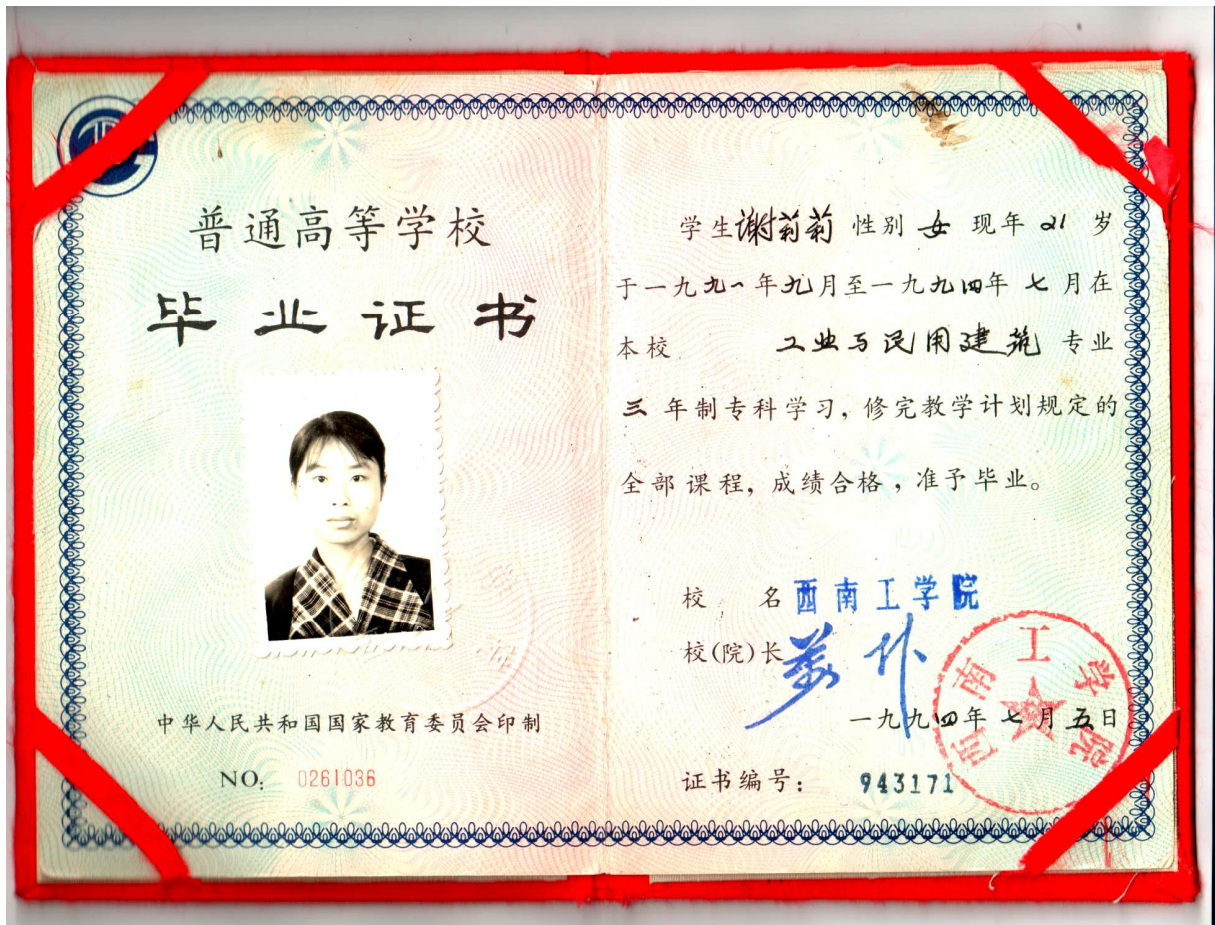 普通高等学校
毕业证书
中华人民共和国国家教育委员会印制
NO: 0261036
学生谢莉莉 性别 女 现年 21 岁
于一九九一年九月至一九九四年 七 月在
本校 工业与民用建筑 专业
三 年制专科学习，修完教学计划规定的
全部课程，成绩合格，准予毕业。
校 名 西南工学院
校(院)长
一九九四年 七 月 五日
西南工学院
证书编号： 943171